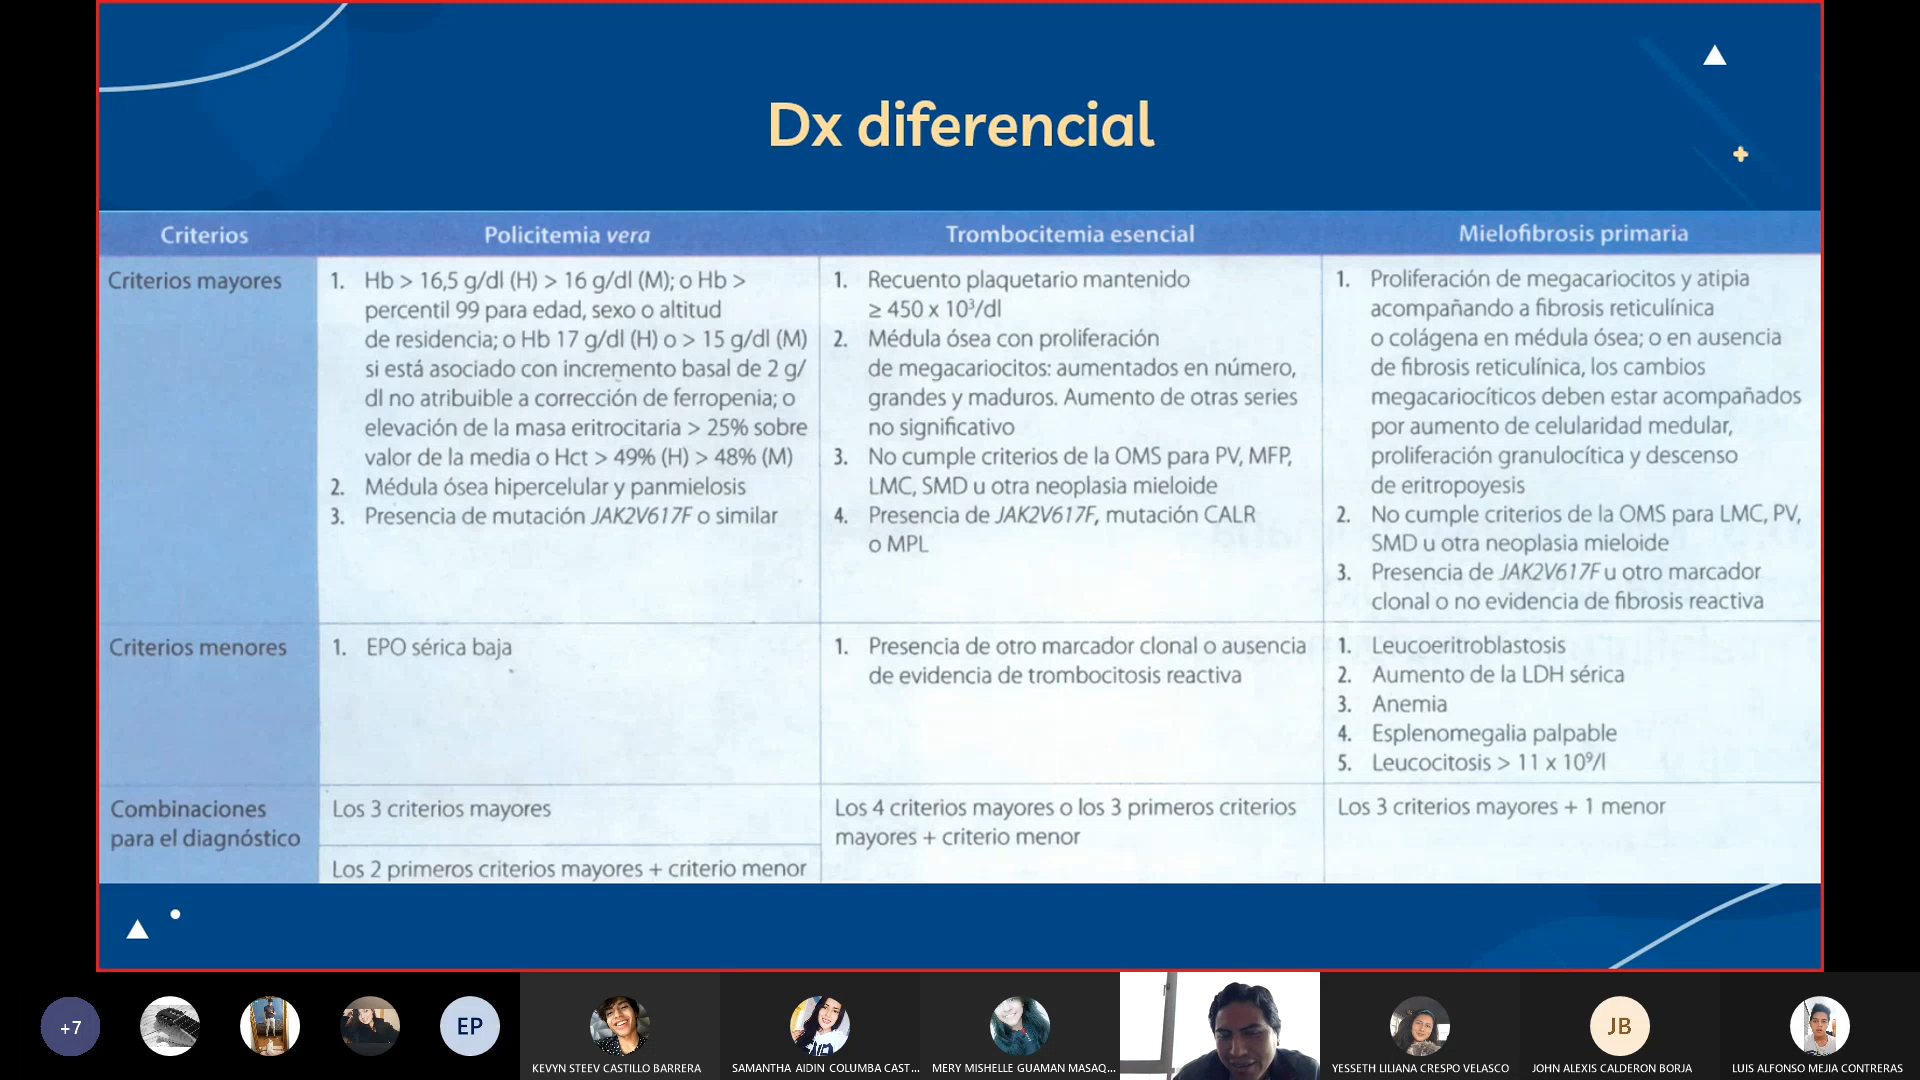 Dx diferencial
Criterios
Policitemia vera
Trombocitemia esencial
Mielofibrosis primaria
Criterios mayores
1. Hb > 16,5 g/dl (H) > 16 g/dl (M); o Hb >
percentil 99 para edad, sexo o altitud
de residencia; o Hb 17 g/dl (H) o > 15 g/dl (M)
si está asociado con incremento basal de 2 g/
dl no atribuible a corrección de ferropenia; o
elevación de la masa eritrocitaria > 25% sobre
valor de la media o Hct > 49% (H) > 48% (M)
2. Médula ósea hipercelular y panmielosis
3. Presencia de mutación JAK2V617F o similar
1. Recuento plaquetario mantenido
≥ 450 x 10³/dl
2. Médula ósea con proliferación
de megacariocitos: aumentados en número,
grandes y maduros. Aumento de otras series
no significativo
3. No cumple criterios de la OMS para PV, MFP,
LMC, SMD u otra neoplasia mieloide
4. Presencia de JAK2V617F, mutación CALR
o MPL
1. Proliferación de megacariocitos y atipia
acompañando a fibrosis reticulínica
o colágena en médula ósea; o en ausencia
de fibrosis reticulínica, los cambios
megacariocíticos deben estar acompañados
por aumento de celularidad medular,
proliferación granulocítica y descenso
de eritropoyesis
2. No cumple criterios de la OMS para LMC, PV,
SMD u otra neoplasia mieloide
3. Presencia de JAK2V617F u otro marcador
clonal o no evidencia de fibrosis reactiva
Criterios menores
1. EPO sérica baja
1. Presencia de otro marcador clonal o ausencia
de evidencia de trombocitosis reactiva
1. Leucoeritroblastosis
2. Aumento de la LDH sérica
3. Anemia
4. Esplenomegalia palpable
5. Leucocitosis > 11 x 10⁹/l
Combinaciones
para el diagnóstico
Los 3 criterios mayores
Los 2 primeros criterios mayores + criterio menor
Los 4 criterios mayores o los 3 primeros criterios
mayores + criterio menor
Los 3 criterios mayores + 1 menor
+7
EP
KEVYN STEEV CASTILLO BARRERA
SAMANTHA AIDIN COLUMBA CAST...
MERY MISHELLE GUAMAN MASAQ...
YESSETH LILIANA CRESPO VELASCO
JB
JOHN ALEXIS CALDERON BORJA
LUIS ALFONSO MEJIA CONTRERAS